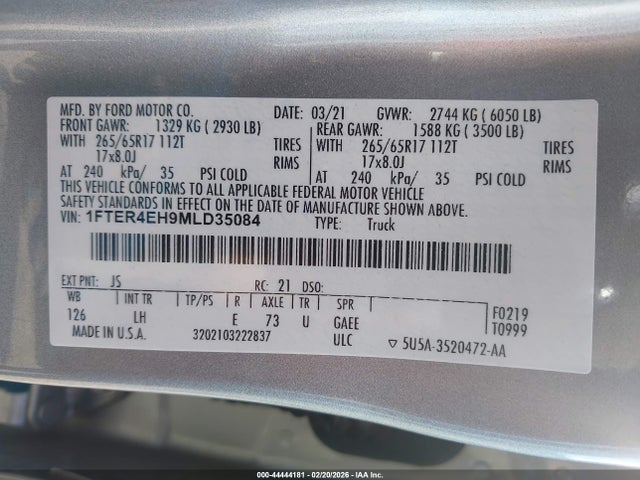 MFD. BY FORD MOTOR CO. DATE: 03/21 GVWR: 2744 KG ( 6050 LB)
FRONT GAWR: 1329 KG ( 2930 LB) REAR GAWR: 1588 KG ( 3500 LB)
WITH 265/65R17 112T TIRES WITH 265/65R17 112T TIRES
17x8.0J RIMS 17x8.0J RIMS
AT 240 kPa/ 35 PSI COLD AT 240 kPa/ 35 PSI COLD
THIS VEHICLE CONFORMS TO ALL APPLICABLE FEDERAL MOTOR VEHICLE
SAFETY STANDARDS IN EFFECT ON THE DATE OF MANUFACTURE SHOWN ABOVE.
VIN: 1FTER4EH9MLD35084 TYPE: Truck
EXT PNT: JS RC: 21 DSO:
WB INT TR TP/PS R AXLE TR SPR F0219
126 LH E 73 U GAEE T0999
MADE IN U.S.A. 3202103222837 ULC ▽ 5U5A-3520472-AA
000-44444181 - 02/20/2026 - IAA Inc.